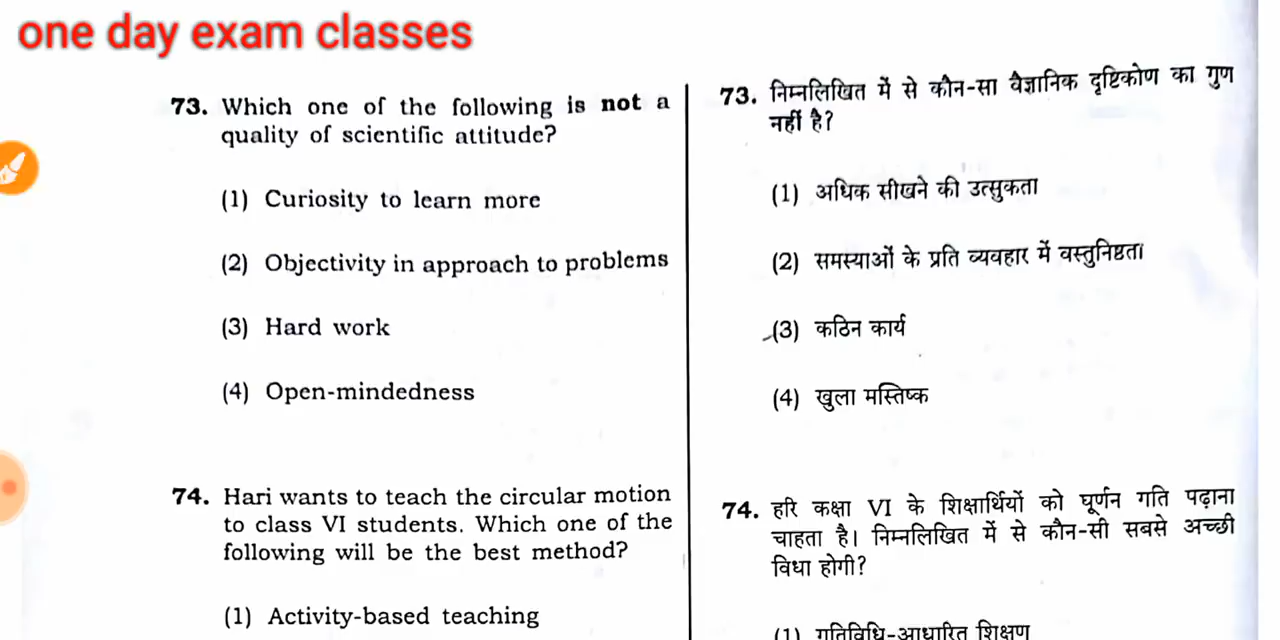 one day exam classes
73. Which one of the following is not a
quality of scientific attitude?
(1) Curiosity to learn more
(2) Objectivity in approach to problems
(3) Hard work
(4) Open-mindedness
74. Hari wants to teach the circular motion
to class VI students. Which one of the
following will be the best method?
(1) Activity-based teaching
73. निम्नलिखित में से कौन-सा वैज्ञानिक दृष्टिकोण का गुण
नहीं है?
(1) अधिक सीखने की उत्सुकता
(2) समस्याओं के प्रति व्यवहार में वस्तुनिष्ठता
(3) कठिन कार्य
(4) खुला मस्तिष्क
74. हरि कक्षा VI के शिक्षार्थियों को घूर्णन गति पढ़ाना
चाहता है। निम्नलिखित में से कौन-सी सबसे अच्छी
विधा होगी?
(1) गतिविधि-आधारित शिक्षण